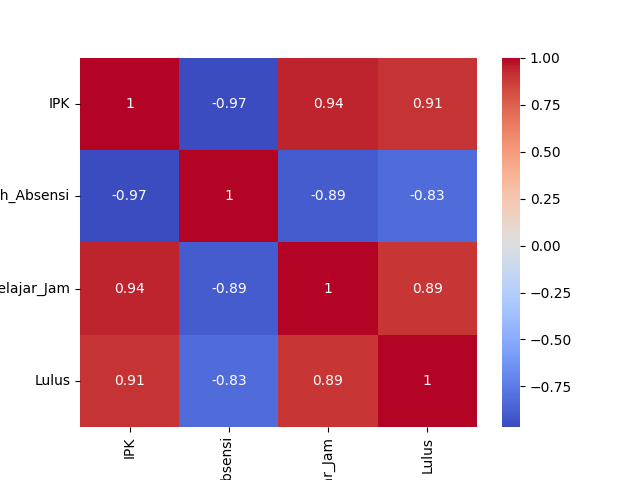 IPK 1 -0.97 0.94 0.91
h_Absensi -0.97 1 -0.89 -0.83
elajar_Jam 0.94 -0.89 1 0.89
Lulus 0.91 -0.83 0.89 1
IPK bsensi r_Jam Lulus
1.00
0.75
0.50
0.25
0.00
−0.25
−0.50
−0.75